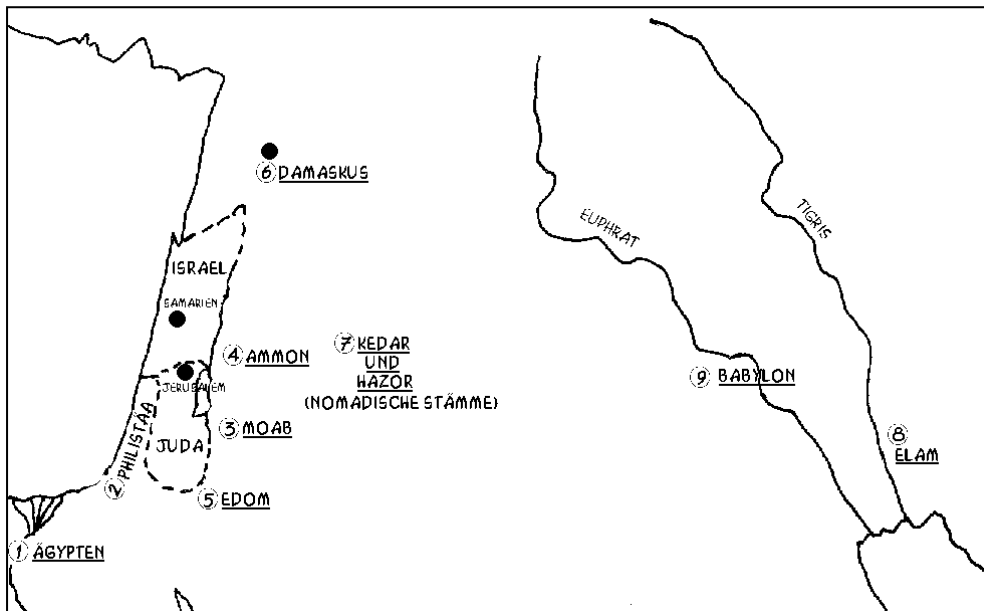 ⑥ DAMASKUS
EUPHRAT
TIGRIS
ISRAEL
SAMARIEN
④ AMMON
⑦ KEDAR
UND
HAZOR
(NOMADISCHE STÄMME)
JERUSALEM
⑨ BABYLON
③ MOAB
JUDA
② PHILISTÄA
⑧
ELAM
⑤ EDOM
① ÄGYPTEN